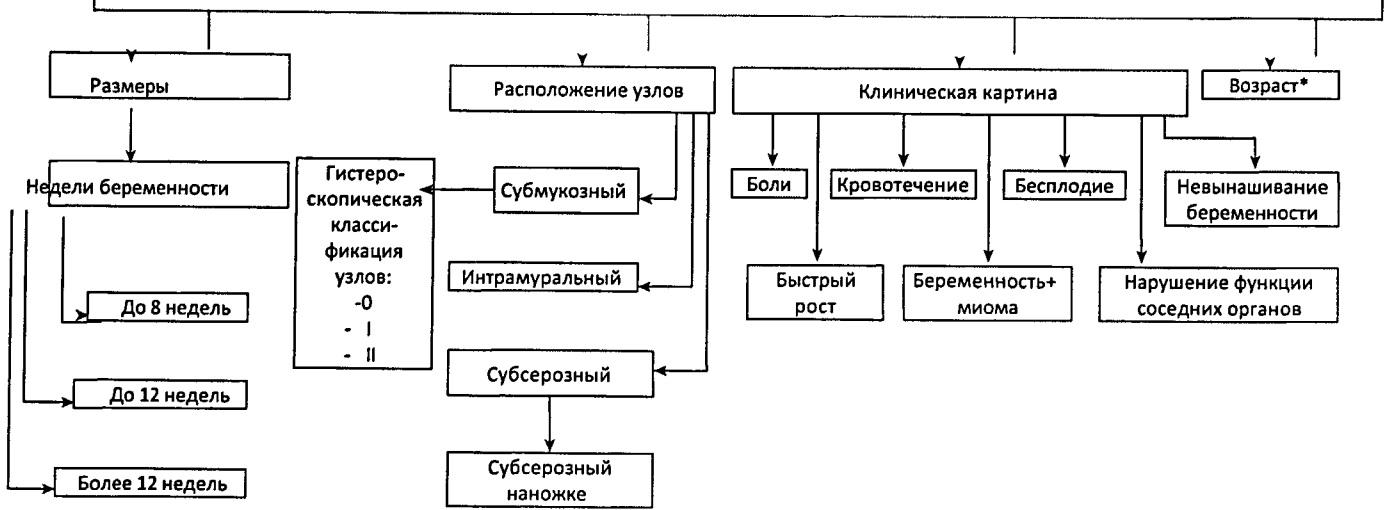 Размеры
Расположение узлов
Клиническая картина
Возраст*
Недели беременности
До 8 недель
До 12 недель
Более 12 недель
Гистеро-
скопическая
класси-
фикация
узлов:
-0
- I
- II
Субмукозный
Интрамуральный
Субсерозный
Субсерозный
наножке
Боли
Кровотечение
Бесплодие
Невынашивание
беременности
Быстрый
рост
Беременность+
миома
Нарушение функции
соседних органов